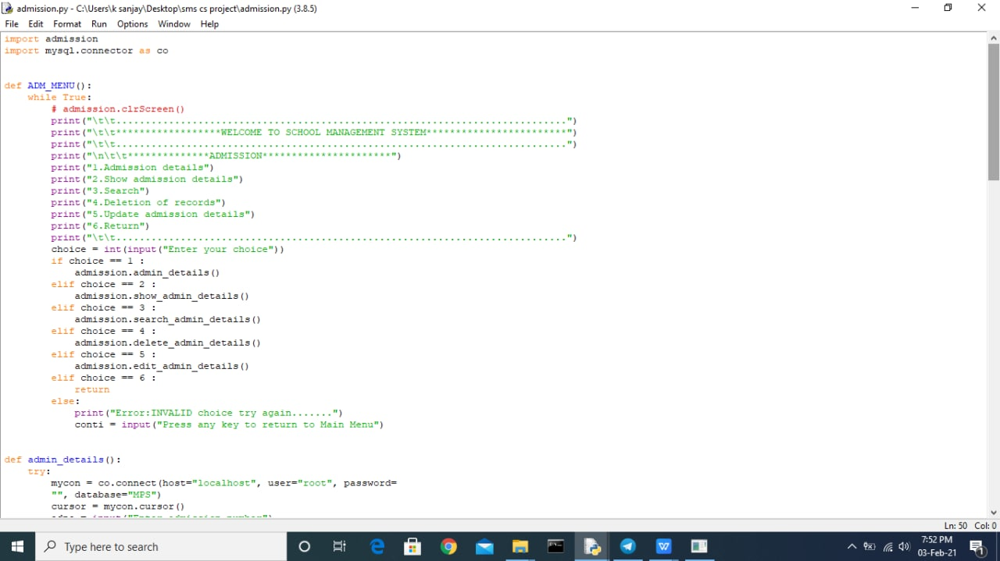 admission.py - C:\Users\k sanjay\Desktop\sms cs project\admission.py (3.8.5)
File Edit Format Run Options Window Help
import admission
import mysql.connector as co
def ADM_MENU():
    while True:
        # admission.clrScreen()
        print("\t\t.............................................................................")
        print("\t\t******************WELCOME TO SCHOOL MANAGEMENT SYSTEM************************")
        print("\t\t.............................................................................")
        print("\n\t\t**************ADMISSION**********************")
        print("1.Admission details")
        print("2.Show admission details")
        print("3.Search")
        print("4.Deletion of records")
        print("5.Update admission details")
        print("6.Return")
        print("\t\t.............................................................................")
        choice = int(input("Enter your choice"))
        if choice == 1 :
            admission.admin_details()
        elif choice == 2 :
            admission.show_admin_details()
        elif choice == 3 :
            admission.search_admin_details()
        elif choice == 4 :
            admission.delete_admin_details()
        elif choice == 5 :
            admission.edit_admin_details()
        elif choice == 6 :
            return
        else:
            print("Error:INVALID choice try again.......")
            conti = input("Press any key to return to Main Menu")
def admin_details():
    try:
        mycon = co.connect(host="localhost", user="root", password=
        "", database="MPS")
        cursor = mycon.cursor()
Ln: 50 Col: 0
Type here to search
7:52 PM
03-Feb-21
1